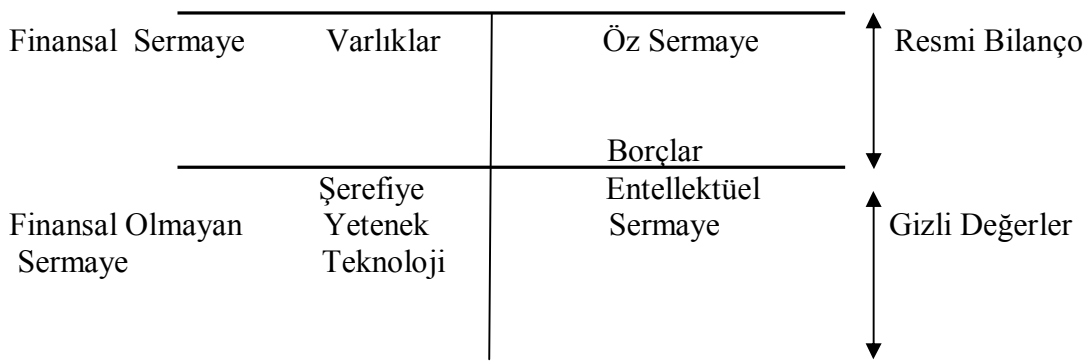 Finansal Sermaye Varlıklar Öz Sermaye Resmi Bilanço
Borçlar
Şerefiye Entellektüel
Finansal Olmayan Yetenek Sermaye Gizli Değerler
Sermaye Teknoloji